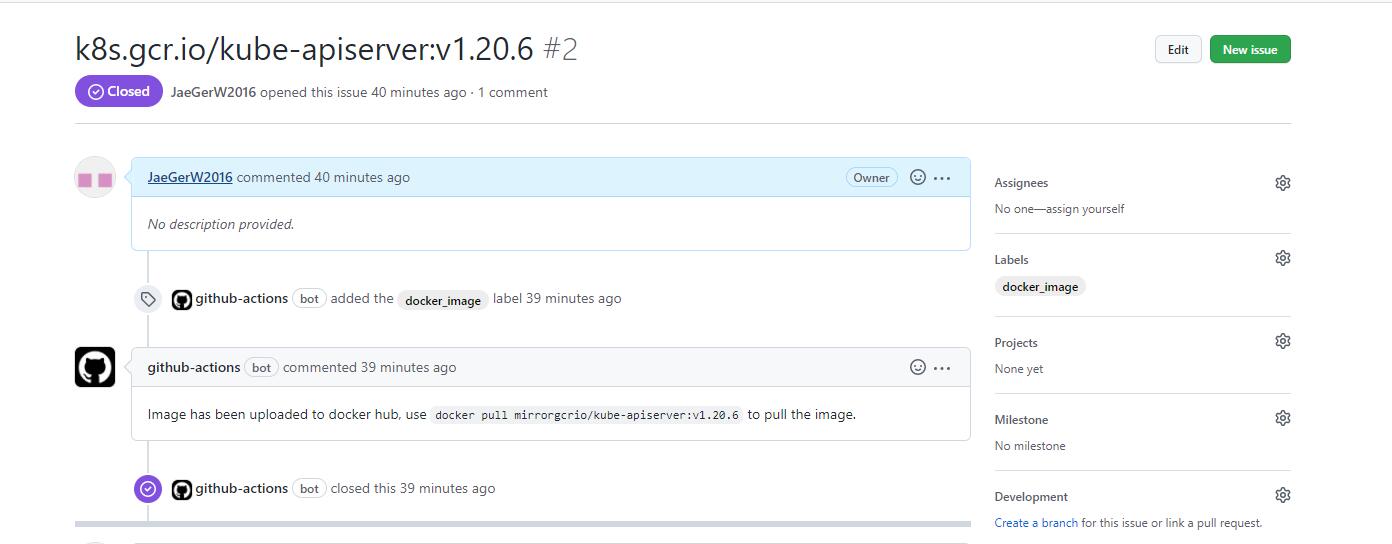 k8s.gcr.io/kube-apiserver:v1.20.6 #2
Edit
New issue
Closed
JaeGerW2016 opened this issue 40 minutes ago · 1 comment
JaeGerW2016 commented 40 minutes ago
Owner
No description provided.
github-actions bot added the docker_image label 39 minutes ago
github-actions bot commented 39 minutes ago
Image has been uploaded to docker hub, use docker pull mirrorgcrio/kube-apiserver:v1.20.6 to pull the image.
github-actions bot closed this 39 minutes ago
Assignees
No one—assign yourself
Labels
docker_image
Projects
None yet
Milestone
No milestone
Development
Create a branch for this issue or link a pull request.